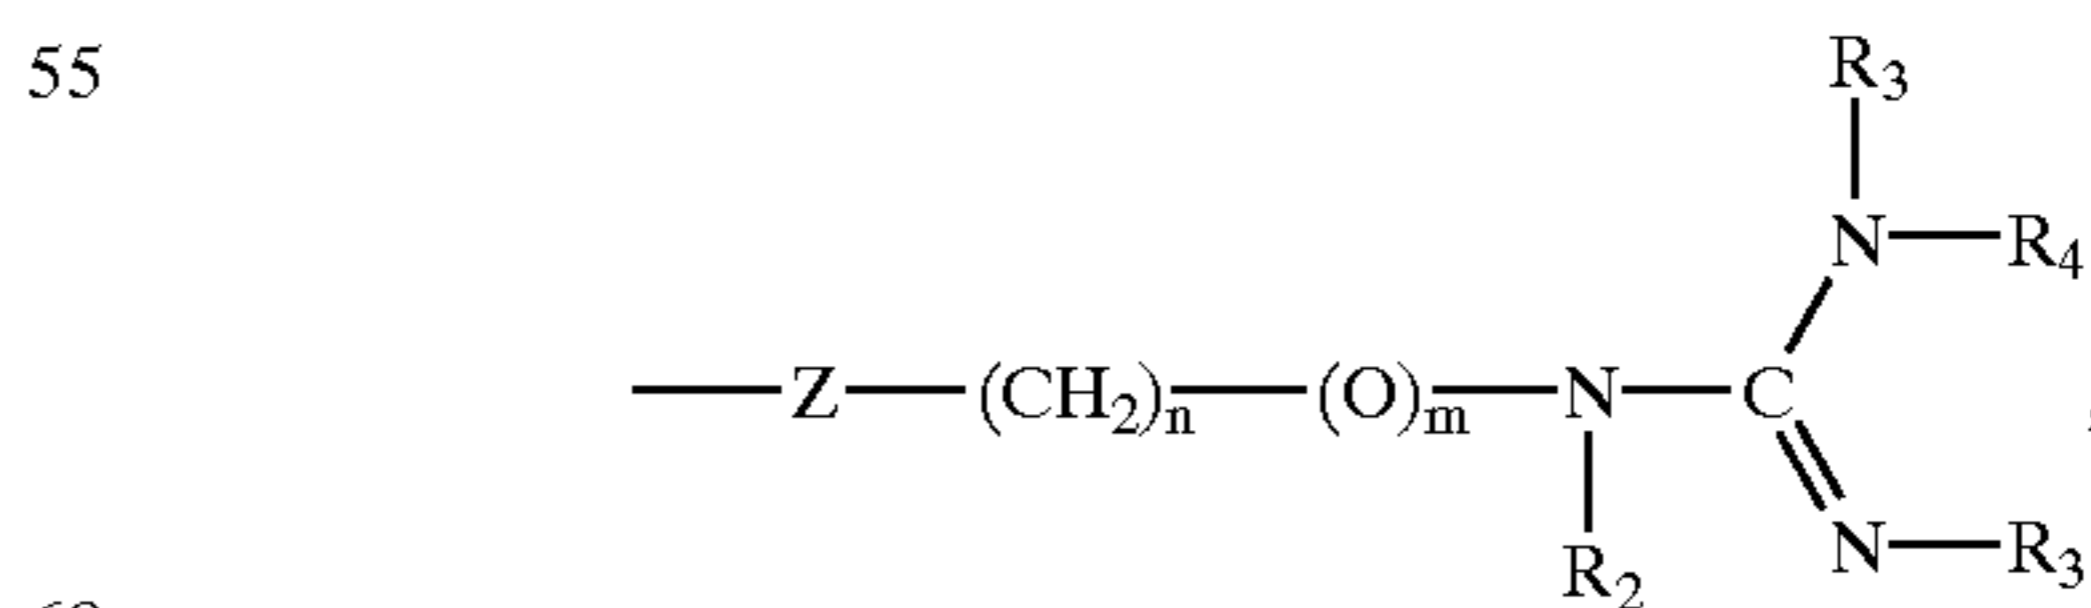 55
R3
N—R4
—Z—(CH2)n—(O)m—N—C
R2
N—R3